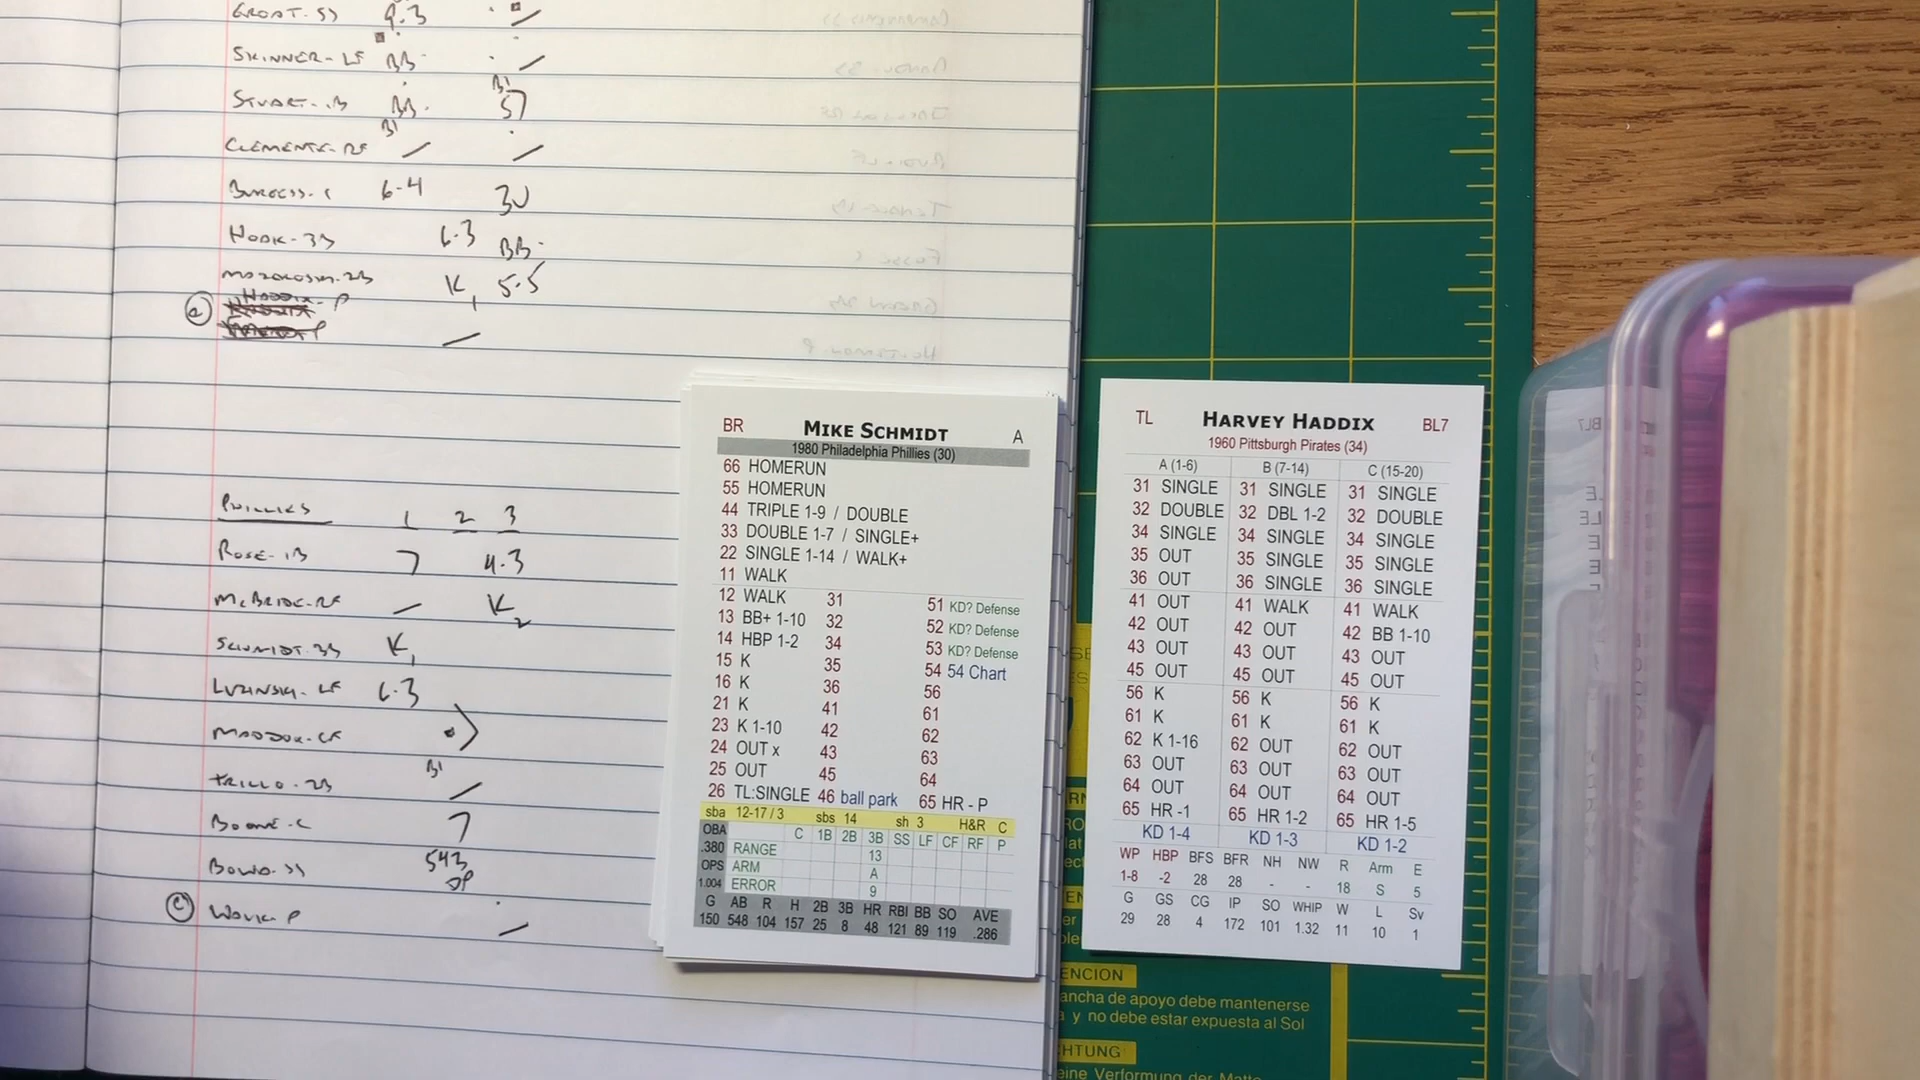 GROAT-SS 9.3
SKINNER-LF BB
STUART-1B BB 57
B1
CLEMENTE-RF B1
BURGESS-C 6-4 3U
HOAK-3B 6.3 BB
K 5-5
HADDIX-P
PHILLIES 1 2 3
ROSE-1B 7 4.3
McBRIDE-RF K2
SCHMIDT-3B K1
LUZINSKI-LF 6.3
MADDOX-CF
TRILLO-2B B1
BOONE-C 7
BOWA-SS 543
DP
BR MIKE SCHMIDT A
1980 Philadelphia Phillies (30)
66 HOMERUN
55 HOMERUN
44 TRIPLE 1-9 / DOUBLE
33 DOUBLE 1-7 / SINGLE+
22 SINGLE 1-14 / WALK+
11 WALK
12 WALK 31 51 KD? Defense
13 BB+ 1-10 32 52 KD? Defense
14 HBP 1-2 34 53 KD? Defense
15 K 35 54 54 Chart
16 K 36 56
21 K 41 61
23 K 1-10 42 62
24 OUT x 43 63
25 OUT 45 64
26 TL:SINGLE 46 ball park 65 HR - P
sba 12-17 / 3 sbs 14 sh 3 H&R C
OBA C 1B 2B 3B SS LF CF RF P
.380 RANGE 13
OPS ARM A
1.004 ERROR 9
G AB R H 2B 3B HR RBI BB SO AVE
150 548 104 157 25 8 48 121 89 119 .286
TL HARVEY HADDIX BL7
1960 Pittsburgh Pirates (34)
A (1-6) B (7-14) C (15-20)
31 SINGLE 31 SINGLE 31 SINGLE
32 DOUBLE 32 DBL 1-2 32 DOUBLE
34 SINGLE 34 SINGLE 34 SINGLE
35 OUT 35 SINGLE 35 SINGLE
36 OUT 36 SINGLE 36 SINGLE
41 OUT 41 WALK 41 WALK
42 OUT 42 OUT 42 BB 1-10
43 OUT 43 OUT 43 OUT
45 OUT 45 OUT 45 OUT
56 K 56 K 56 K
61 K 61 K 61 K
62 K 1-16 62 OUT 62 OUT
63 OUT 63 OUT 63 OUT
64 OUT 64 OUT 64 OUT
65 HR -1 65 HR 1-2 65 HR 1-5
KD 1-4 KD 1-3 KD 1-2
WP HBP BFS BFR NH NW R Arm E
1-8 -2 28 28 - - 18 S 5
G GS CG IP SO WHIP W L Sv
29 28 4 172 101 1.32 11 10 1
ENCION
ancha de apoyo debe mantenerse
y no debe estar expuesta al Sol
CHTUNG
eine Verformung der Matte